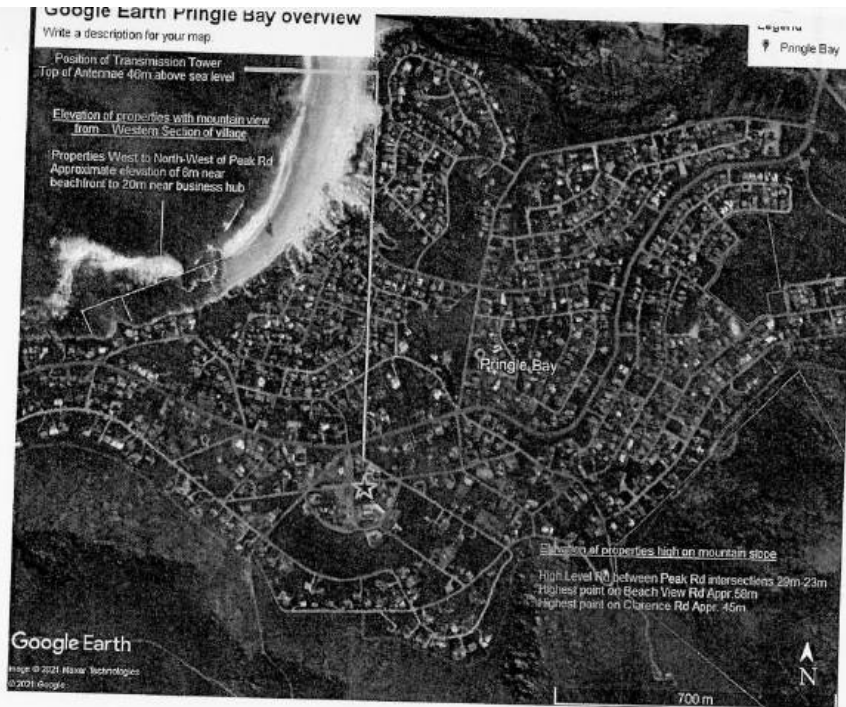 Google Earth Pringle Bay overview
Write a description for your map.
Legend
Pringle Bay
Position of Transmission Tower
Top of Antennae 46m above sea level
Elevation of properties with mountain view
from Western Section of village
Properties West to North-West of Peak Rd
Approximate elevation of 6m near
beachfront to 20m near business hub
Pringle Bay
Elevation of properties high on mountain slope
High Level Rd between Peak Rd intersections 29m-23m
Highest point on Beach View Rd Appr.58m
Highest point on Clarence Rd Appr. 45m
Google Earth
Image © 2021 Maxar Technologies
© 2021 Google
N
700 m